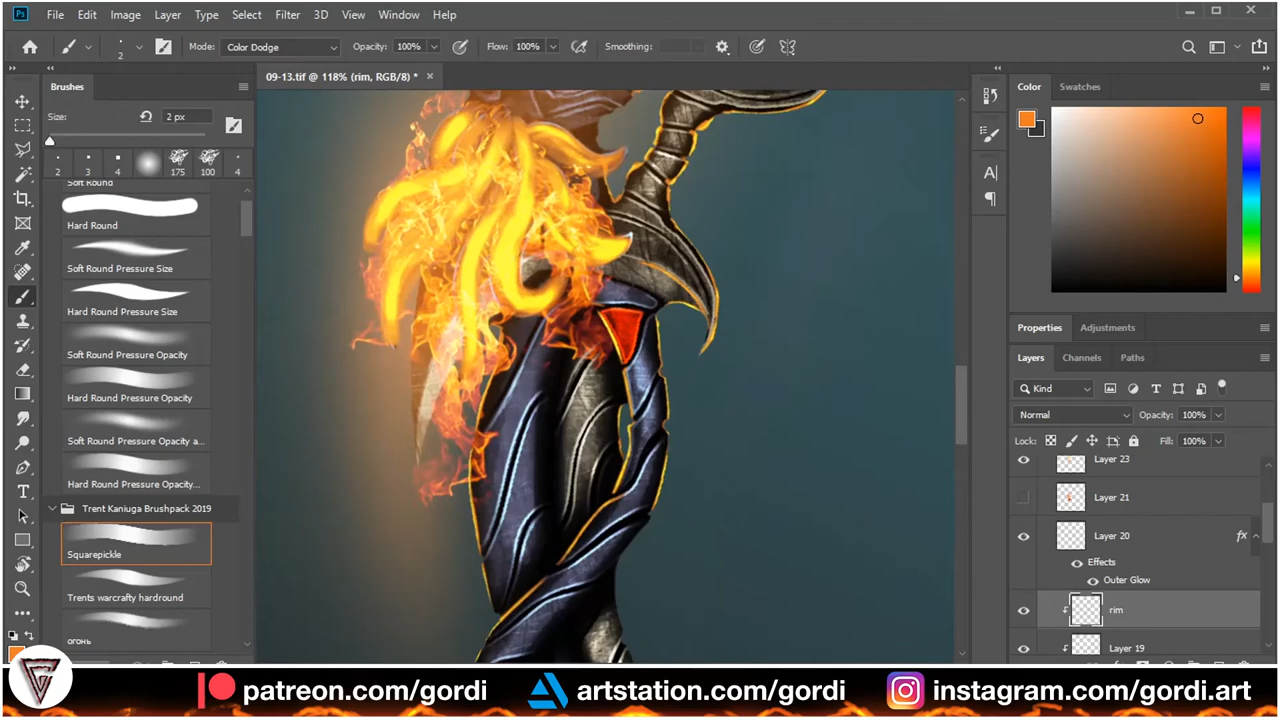 Ps File Edit Image Layer Type Select Filter 3D View Window Help
2 Mode: Color Dodge Opacity: 100% Flow: 100% Smoothing:
09-13.tif @ 118% (rim, RGB/8) *
Brushes
Size: 2 px
2 3 4 175 100 4
Soft Round
Hard Round
Soft Round Pressure Size
Hard Round Pressure Size
Soft Round Pressure Opacity
Hard Round Pressure Opacity
Soft Round Pressure Opacity a...
Hard Round Pressure Opacity...
Trent Kaniuga Brushpack 2019
Squarepickle
Trents warcrafty hardround
огонь
Color Swatches
Properties Adjustments
Layers Channels Paths
Kind
Normal Opacity: 100%
Lock: Fill: 100%
Layer 23
Layer 21
Layer 20 fx
Effects
Outer Glow
rim
Layer 19
patreon.com/gordi artstation.com/gordi instagram.com/gordi.art